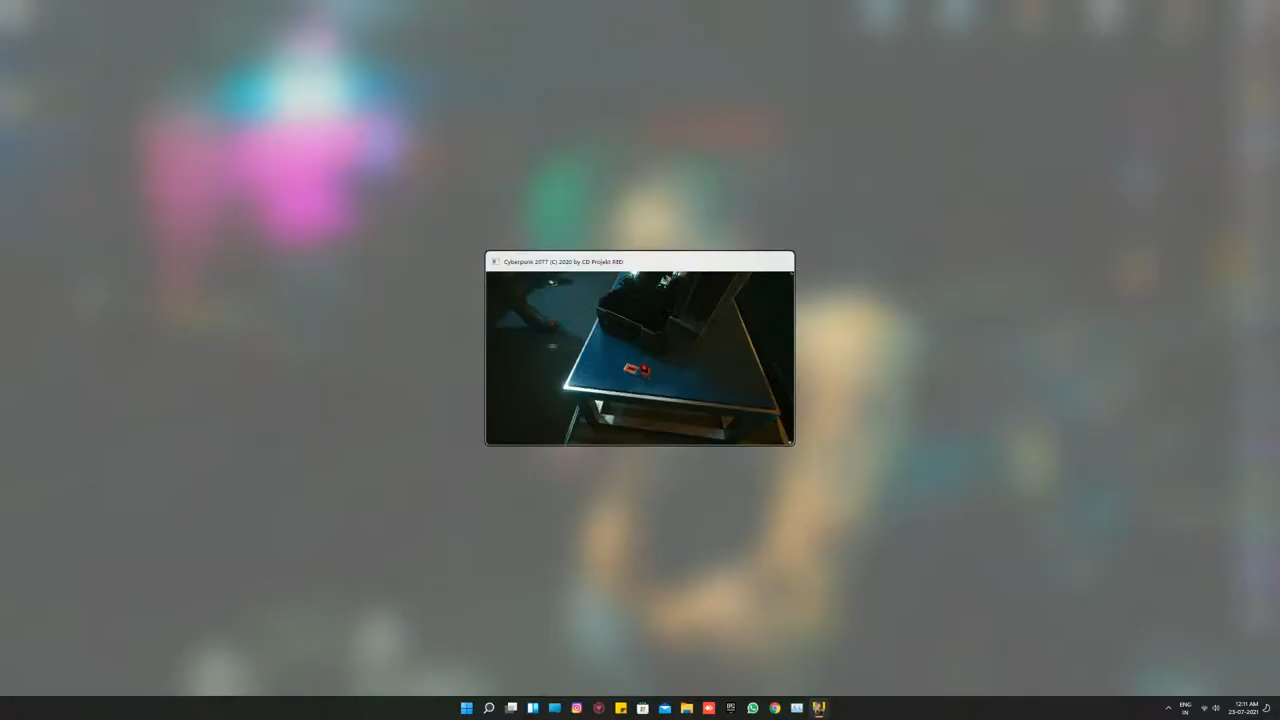 Cyberpunk 2077 (C) 2020 by CD Projekt RED
ENG
IN
12:11 AM
23-07-2021